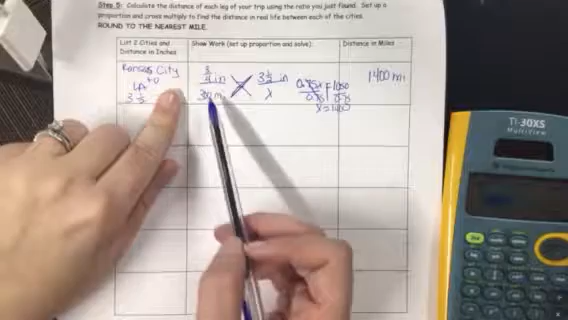 Step 5: Calculate the distance of each leg of your trip using the ratio you just found. Set up a
proportion and cross multiply to find the distance in real life between each of the cities.
ROUND TO THE NEAREST MILE.
List 2 Cities and
Distance in Inches
Show Work (set up proportion and solve):
Distance in Miles
Kansas City
to
LA
3 1/2
3/4 in
3 1/2 in
x
x=1400
1400 mi
TI-30XS
MultiView